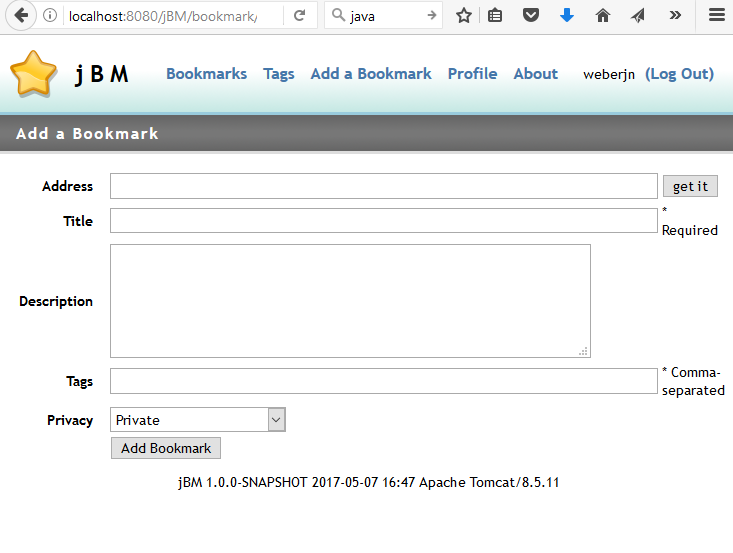 localhost:8080/jBM/bookmark/
java
jBM
Bookmarks Tags Add a Bookmark Profile About weberjn (Log Out)
Add a Bookmark
Address get it
Title * Required
Description
Tags * Comma-separated
Privacy Private
Add Bookmark
jBM 1.0.0-SNAPSHOT 2017-05-07 16:47 Apache Tomcat/8.5.11